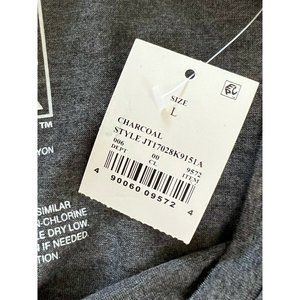 SIZE
L
CHARCOAL
STYLE JT17028K9151A
006 00 9572
DEPT CL ITEM
4 90060 09572 4
™
YON
SIMILAR
N-CHLORINE
E DRY LOW.
N IF NEEDED.
TION.